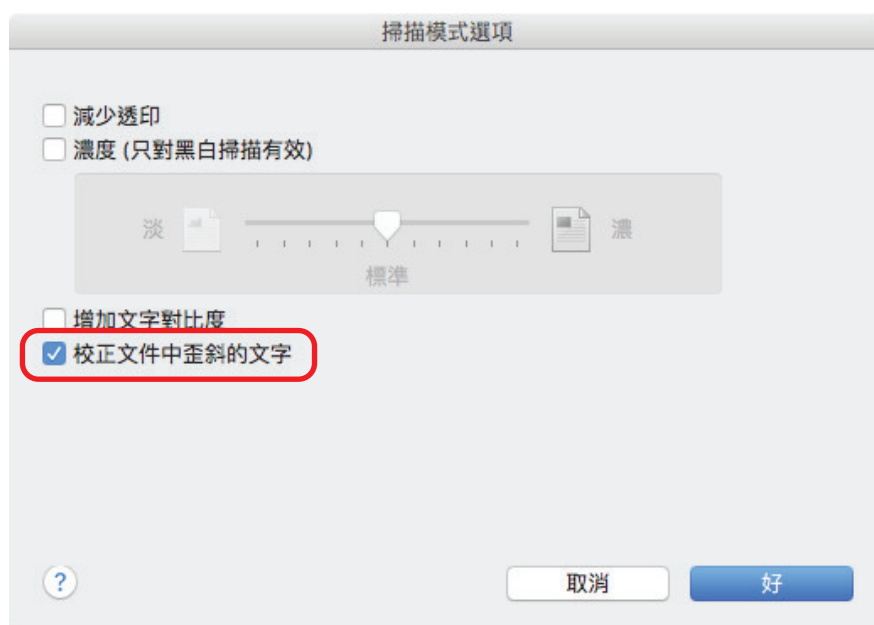 掃描模式選項
減少透印
濃度 (只對黑白掃描有效)
淡 濃
標準
增加文字對比度
校正文件中歪斜的文字
? 取消 好